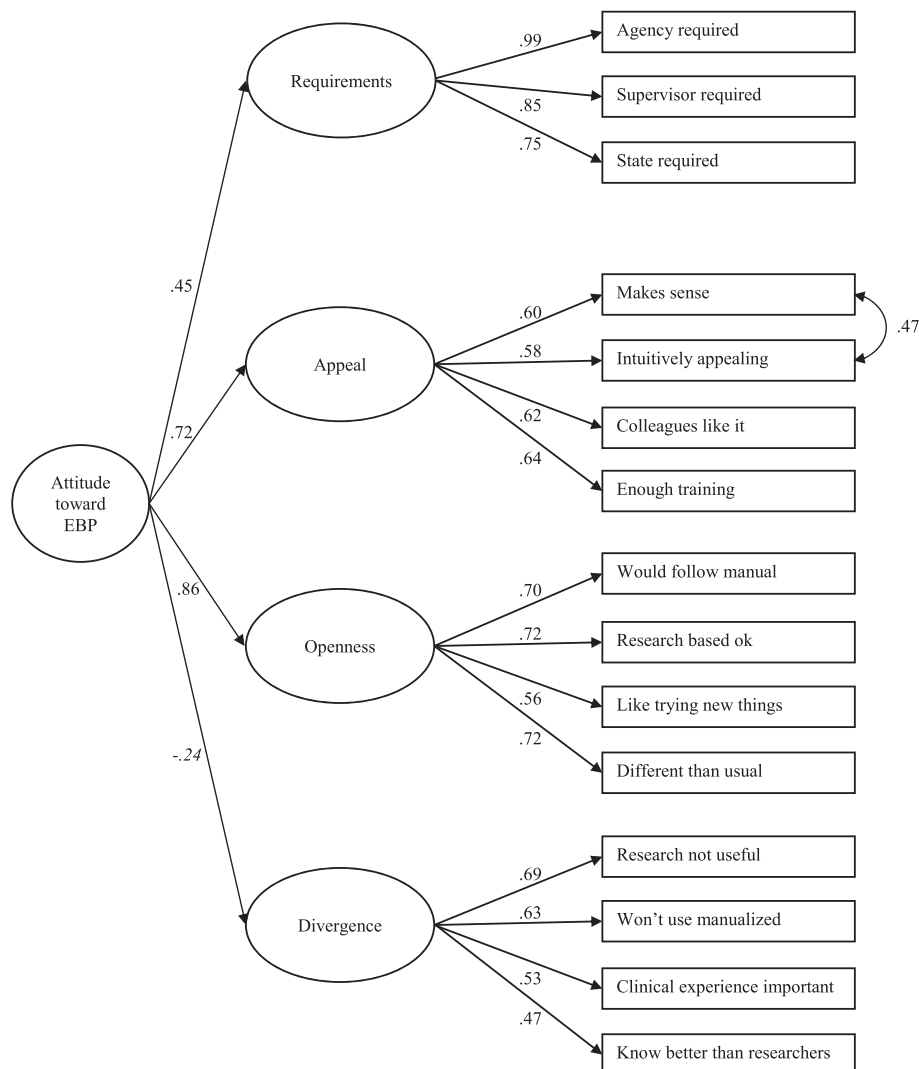 .99
Agency required
Requirements
Supervisor required
.85
.75
State required
.45
Makes sense
.60
.47
.58
Intuitively appealing
Appeal
.62
Colleagues like it
.72
.64
Enough training
Attitude
toward
EBP
Would follow manual
.86
.70
.72
Research based ok
Openness
.56
Like trying new things
.72
Different than usual
-.24
Research not useful
.69
.63
Won’t use manualized
Divergence
.53
Clinical experience important
.47
Know better than researchers